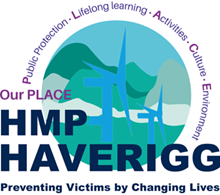 Public Protection • Lifelong learning • Activities • Culture • Environment
Our PLACE
HMP
HAVERIGG
Preventing Victims by Changing Lives